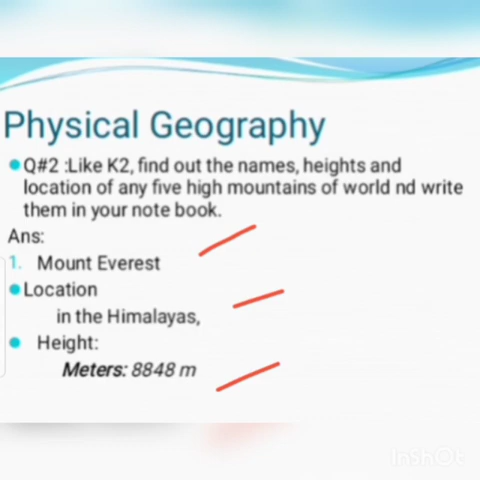 Physical Geography
Q#2 :Like K2, find out the names, heights and
location of any five high mountains of world nd write
them in your note book.
Ans:
1. Mount Everest
Location
in the Himalayas,
Height:
Meters: 8848 m
InShOt